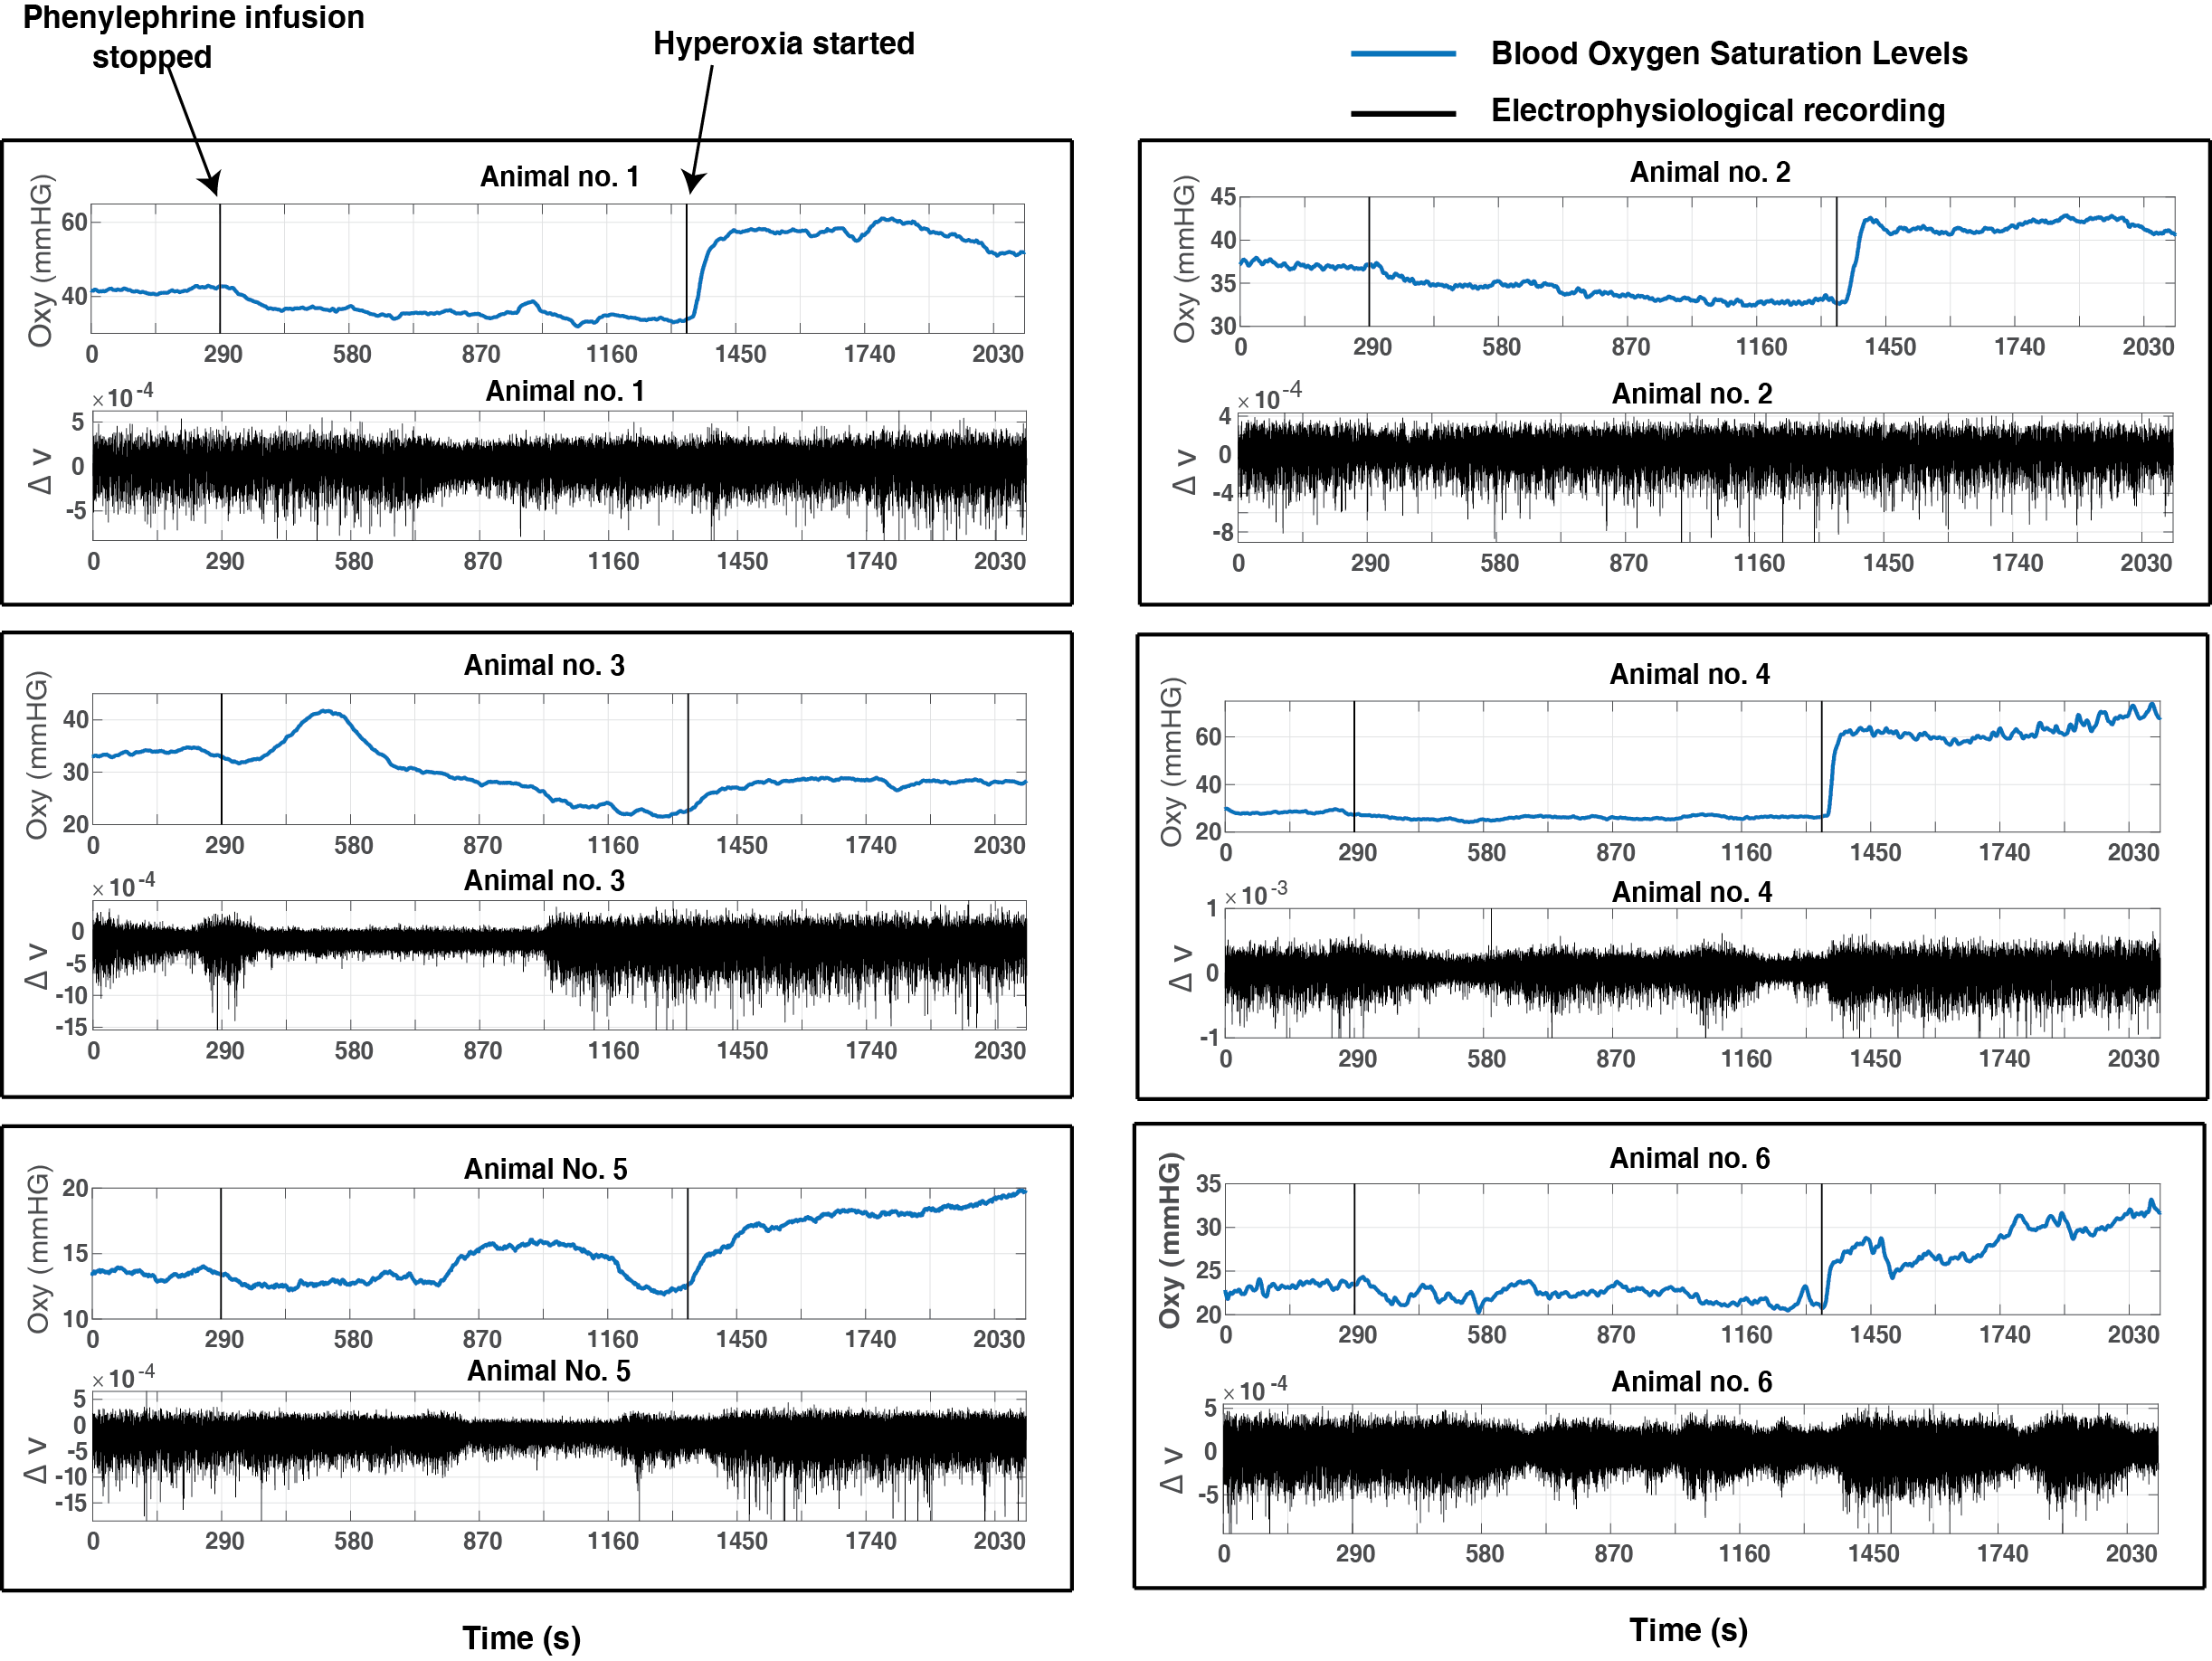 Phenylephrine infusion
stopped
Hyperoxia started
Blood Oxygen Saturation Levels
Electrophysiological recording
Animal no. 1
Oxy (mmHG)
60
40
0 290 580 870 1160 1450 1740 2030
Animal no. 1
×10-4
Δ v
5
0
-5
0 290 580 870 1160 1450 1740 2030
Animal no. 2
Oxy (mmHG)
45
40
35
30
0 290 580 870 1160 1450 1740 2030
Animal no. 2
×10-4
Δ v
4
0
-4
-8
0 290 580 870 1160 1450 1740 2030
Animal no. 3
Oxy (mmHG)
40
30
20
0 290 580 870 1160 1450 1740 2030
Animal no. 3
×10-4
Δ v
0
-5
-10
-15
0 290 580 870 1160 1450 1740 2030
Animal no. 4
Oxy (mmHG)
60
40
20
0 290 580 870 1160 1450 1740 2030
Animal no. 4
×10-3
Δ v
1
0
-1
0 290 580 870 1160 1450 1740 2030
Animal No. 5
Oxy (mmHG)
20
15
10
0 290 580 870 1160 1450 1740 2030
Animal No. 5
×10-4
Δ v
5
0
-5
-10
-15
0 290 580 870 1160 1450 1740 2030
Animal no. 6
Oxy (mmHG)
35
30
25
20
0 290 580 870 1160 1450 1740 2030
Animal no. 6
×10-4
Δ v
5
0
-5
0 290 580 870 1160 1450 1740 2030
Time (s)
Time (s)